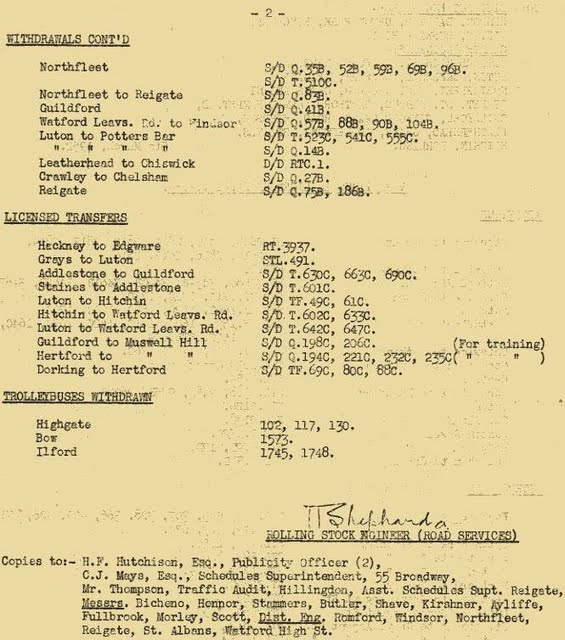 - 2 -
WITHDRAWALS CONT'D
Northfleet S/D Q.35B, 52B, 59B, 69B, 96B.
S/D T.510C.
Northfleet to Reigate S/D Q.83B.
Guildford S/D Q.41B.
Watford Leavs. Rd. to Windsor S/D Q.57B, 88B, 90B, 104B.
Luton to Potters Bar S/D T.523C, 541C, 555C.
" " " " S/D Q.14B.
Leatherhead to Chiswick D/D RTC.1.
Crawley to Chelsham S/D Q.27B.
Reigate S/D Q.75B, 186B.
LICENSED TRANSFERS
Hackney to Edgware RT.3937.
Grays to Luton STL.491.
Addlestone to Guildford S/D T.630C, 663C, 690C.
Staines to Addlestone S/D T.601C.
Luton to Hitchin S/D TF.49C, 61C.
Hitchin to Watford Leavs. Rd. S/D T.602C, 633C.
Luton to Watford Leavs. Rd. S/D T.642C, 647C.
Guildford to Muswell Hill S/D Q.198C, 206C. (For training)
Hertford to " " S/D Q.194C, 221C, 232C, 235C( " " )
Dorking to Hertford S/D TF.69C, 80C, 88C.
TROLLEYBUSES WITHDRAWN
Highgate 102, 117, 130.
Bow 1573.
Ilford 1745, 1748.
ROLLING STOCK ENGINEER (ROAD SERVICES)
Copies to:- H.F. Hutchison, Esq., Publicity Officer (2),
C.J. Mays, Esq., Schedules Superintendent, 55 Broadway,
Mr. Thompson, Traffic Audit, Hillingdon, Asst. Schedules Supt. Reigate,
Messrs. Bicheno, Honnor, Stammers, Butler, Shave, Kirshner, Ayliffe,
Fullbrook, Morley, Scott, Dist. Eng. Romford, Windsor, Northfleet,
Reigate, St. Albans, Watford High St.